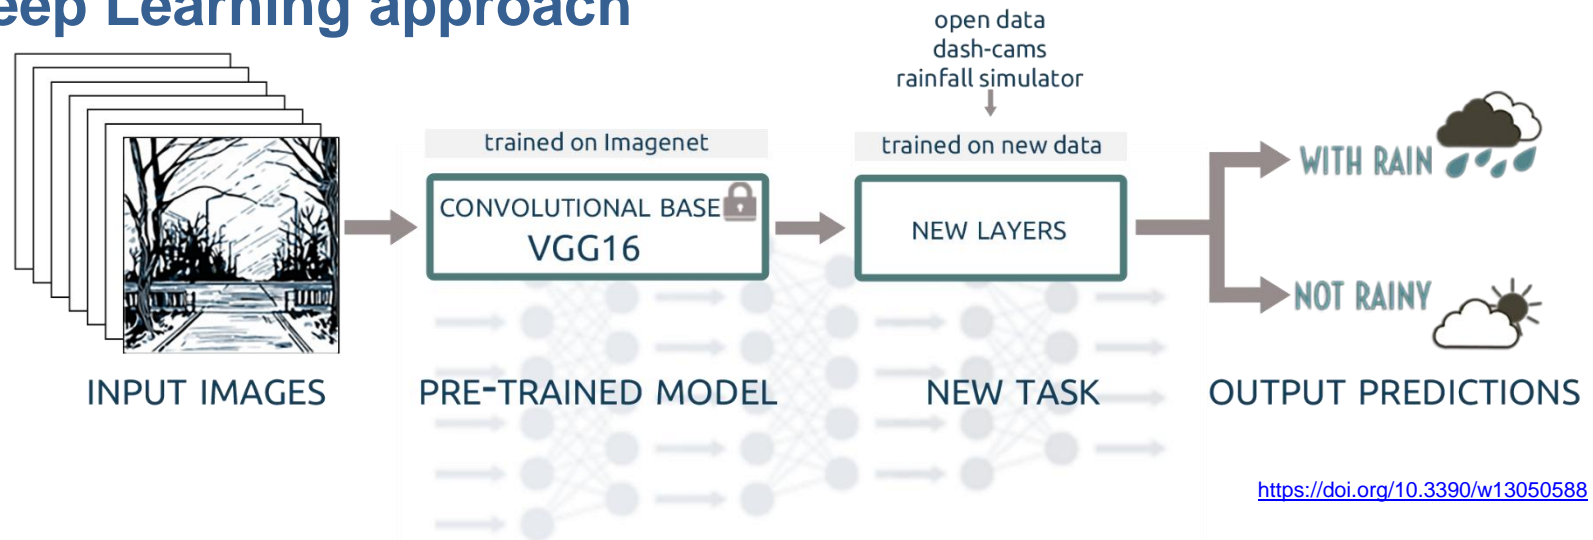 eep Learning approach
open data
dash-cams
rainfall simulator
trained on Imagenet
trained on new data
CONVOLUTIONAL BASE
VGG16
NEW LAYERS
WITH RAIN
NOT RAINY
INPUT IMAGES
PRE-TRAINED MODEL
NEW TASK
OUTPUT PREDICTIONS
https://doi.org/10.3390/w13050588